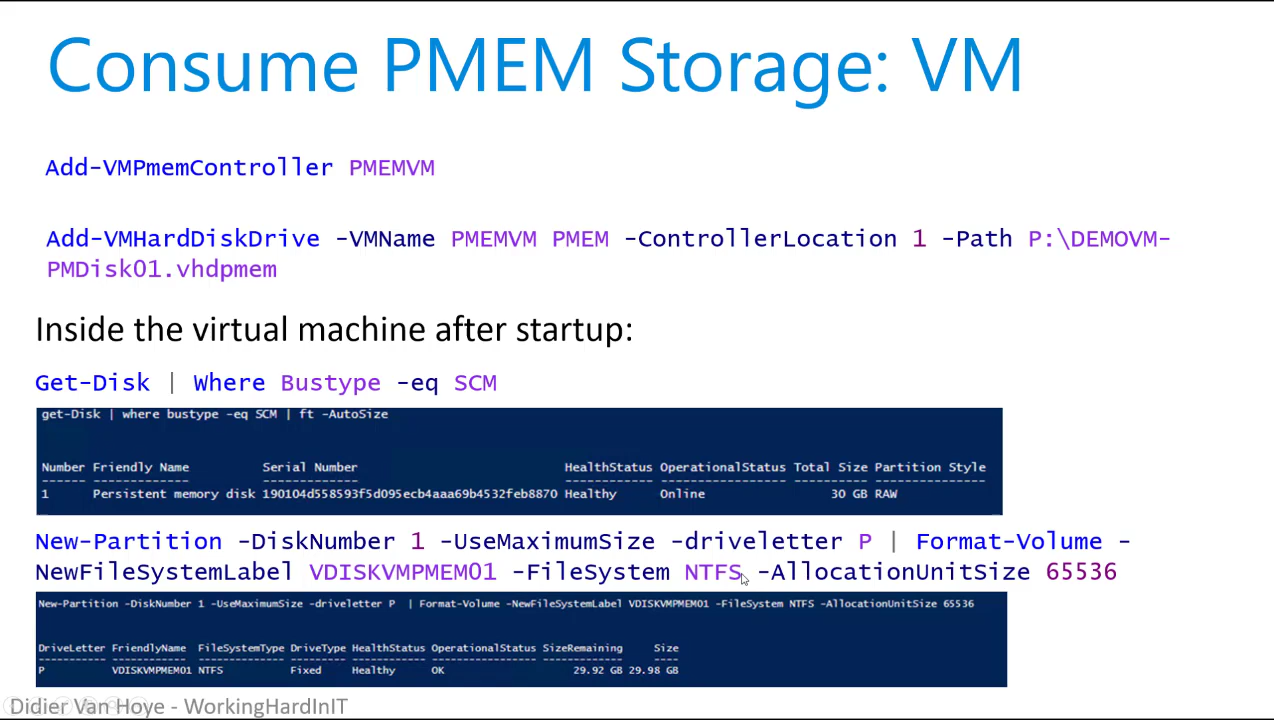 Consume PMEM Storage: VM
Add-VMPmemController PMEMVM
Add-VMHardDiskDrive -VMName PMEMVM PMEM -ControllerLocation 1 -Path P:\DEMOVM-
PMDisk01.vhdpmem
Inside the virtual machine after startup:
Get-Disk | Where Bustype -eq SCM
get-Disk | where bustype -eq SCM | ft -AutoSize
Number Friendly Name Serial Number HealthStatus OperationalStatus Total Size Partition Style
------ ------------- ------------- ------------ ----------------- ---------- ---------------
1 Persistent memory disk 190104d558593f5d095ecb4aaa69b4532feb8870 Healthy Online 30 GB RAW
New-Partition -DiskNumber 1 -UseMaximumSize -driveletter P | Format-Volume -
NewFileSystemLabel VDISKVMPMEM01 -FileSystem NTFS -AllocationUnitSize 65536
New-Partition -DiskNumber 1 -UseMaximumSize -driveletter P | Format-Volume -NewFileSystemLabel VDISKVMPMEM01 -FileSystem NTFS -AllocationUnitSize 65536
DriveLetter FriendlyName FileSystemType DriveType HealthStatus OperationalStatus SizeRemaining Size
----------- ------------ -------------- --------- ------------ ----------------- ------------- ----
P VDISKVMPMEM01 NTFS Fixed Healthy OK 29.92 GB 29.98 GB
Didier Van Hoye - WorkingHardInIT